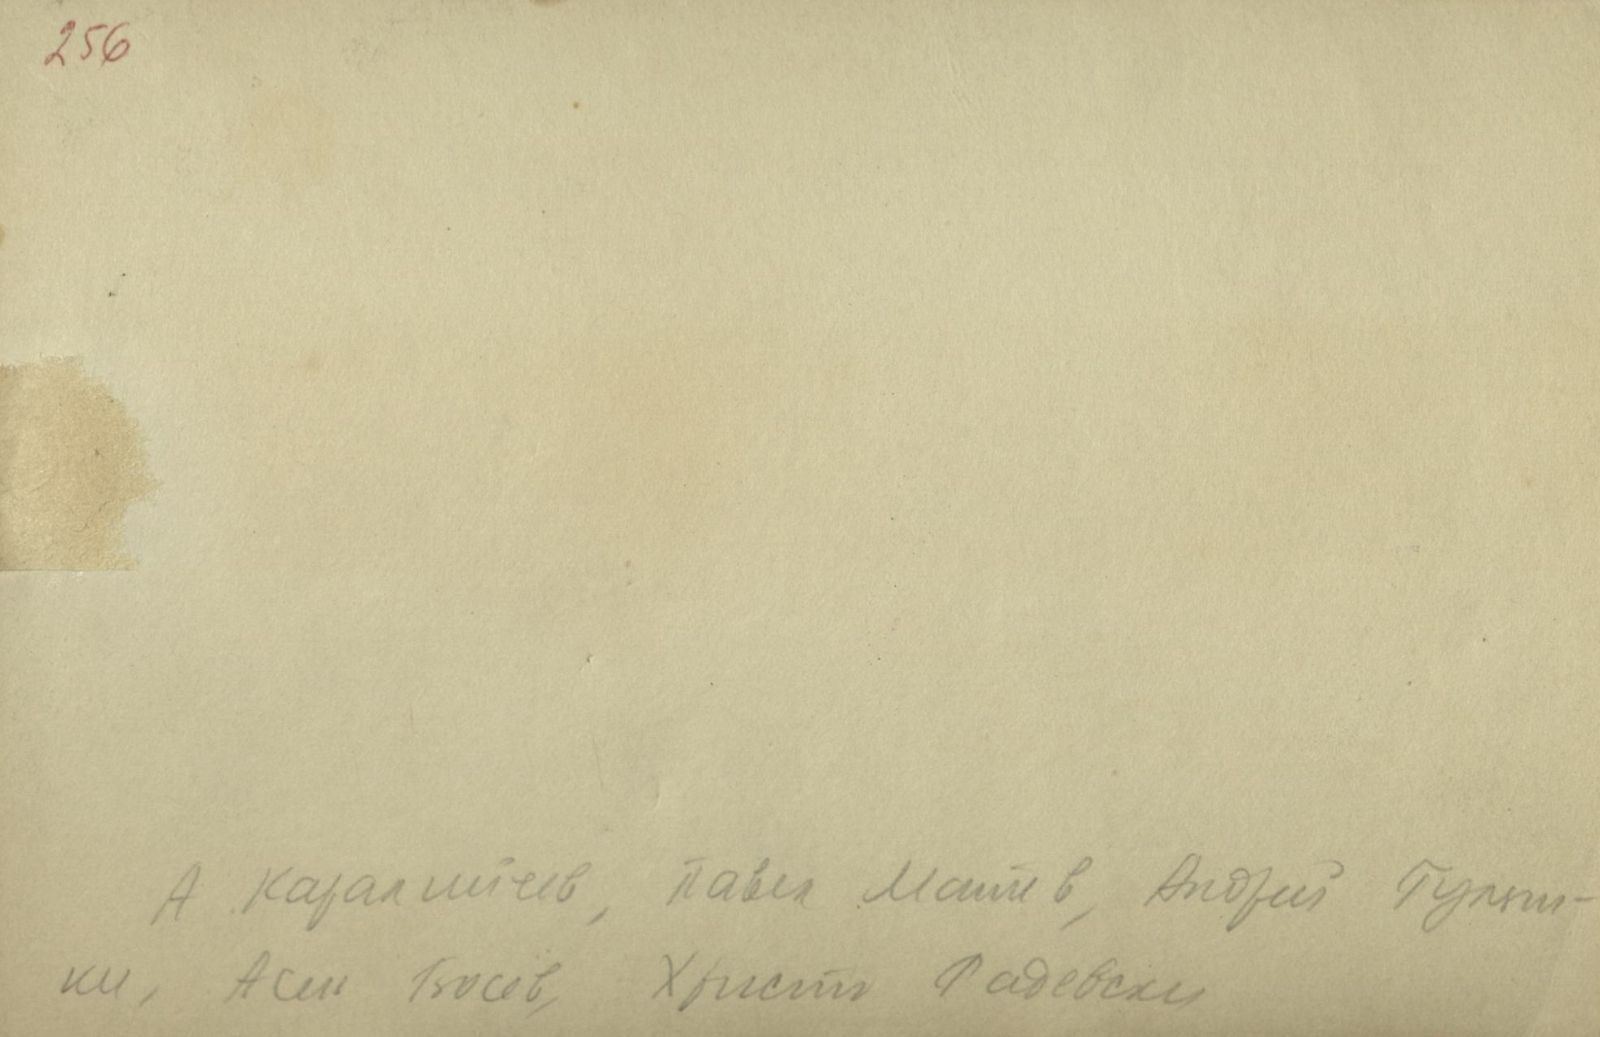 256
А Каралийчев, Павел Матев, Андрей Гуляш-
ки, Асен Босев, Христо Радевски